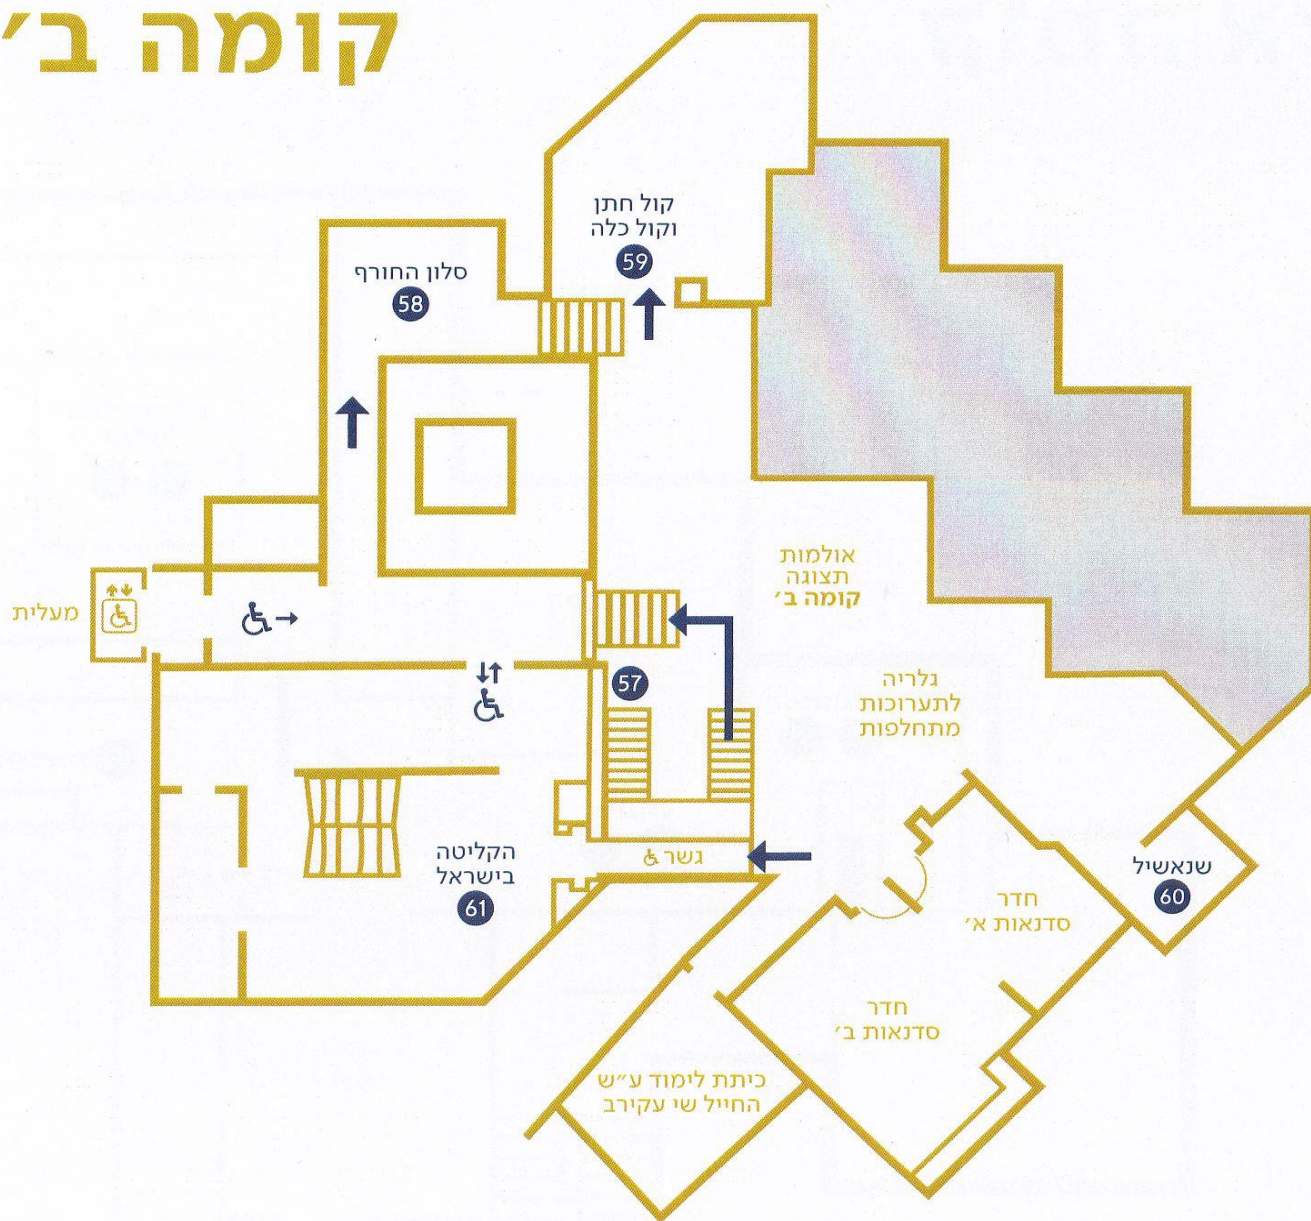 קומה ב׳
קול חתן
וקול כלה
59
סלון החורף
58
אולמות
תצוגה
קומה ב׳
מעלית
57
גלריה
לתערוכות
מתחלפות
הקליטה
בישראל
61
גשר
שנאשיל
60
חדר
סדנאות א׳
חדר
סדנאות ב׳
כיתת לימוד ע״ש
החייל שי עקירב